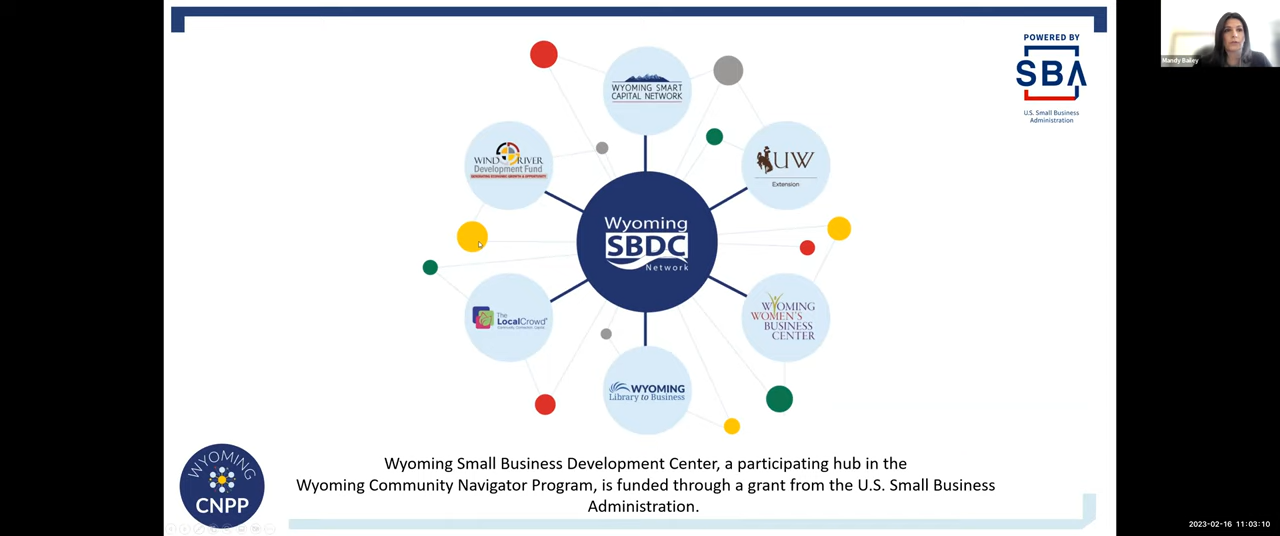 POWERED BY
SBA
U.S. Small Business
Administration
Mandy Bailey
WYOMING SMART
CAPITAL NETWORK
WIND RIVER
Development Fund
UW
Extension
Wyoming
SBDC
Network
The
LocalCrowd
WYOMING
WOMEN'S
BUSINESS
CENTER
WYOMING
Library to Business
WYOMING
CNPP
Wyoming Small Business Development Center, a participating hub in the
Wyoming Community Navigator Program, is funded through a grant from the U.S. Small Business
Administration.
2023-02-16 11:03:10